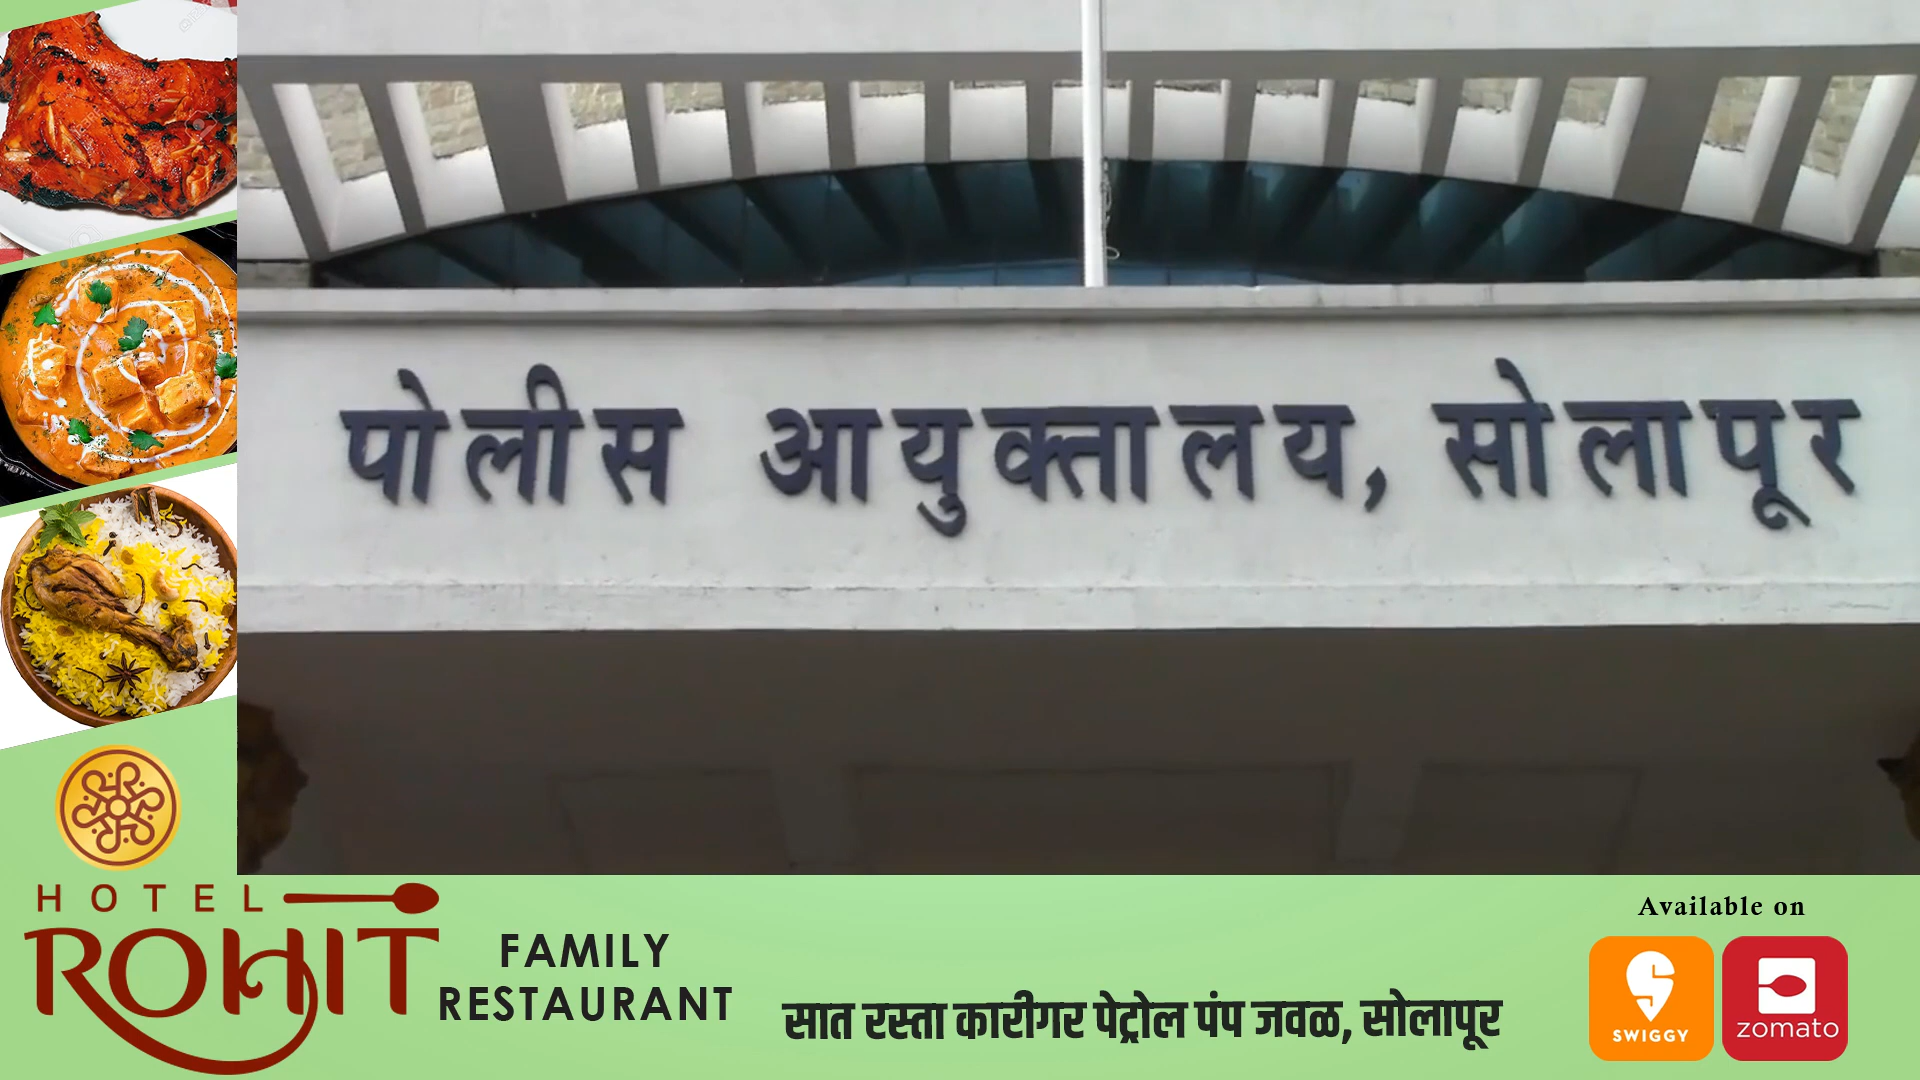 पोलीस आयुक्तालय, सोलापूर
HOTEL
ROHIT
FAMILY
RESTAURANT
सात रस्ता कारीगर पेट्रोल पंप जवळ, सोलापूर
Available on
SWIGGY
zomato